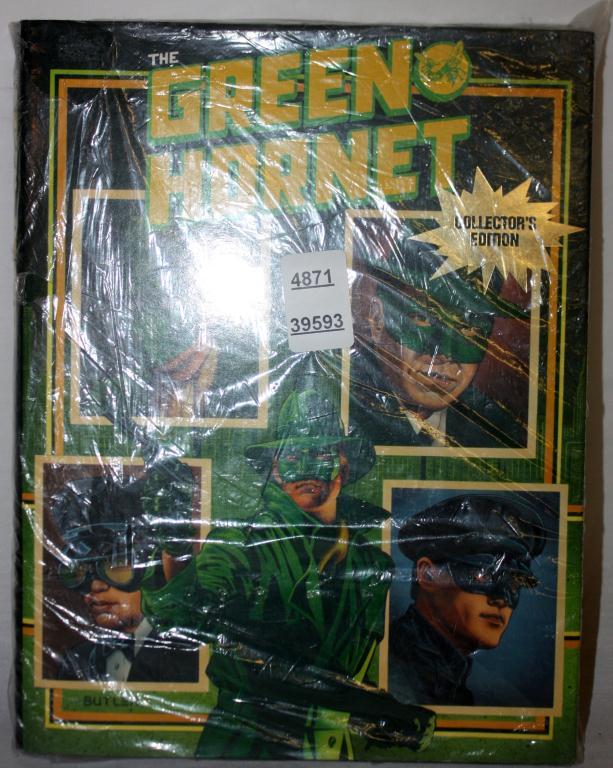 THE
GREEN
HORNET
COLLECTOR'S
EDITION
4871
39593